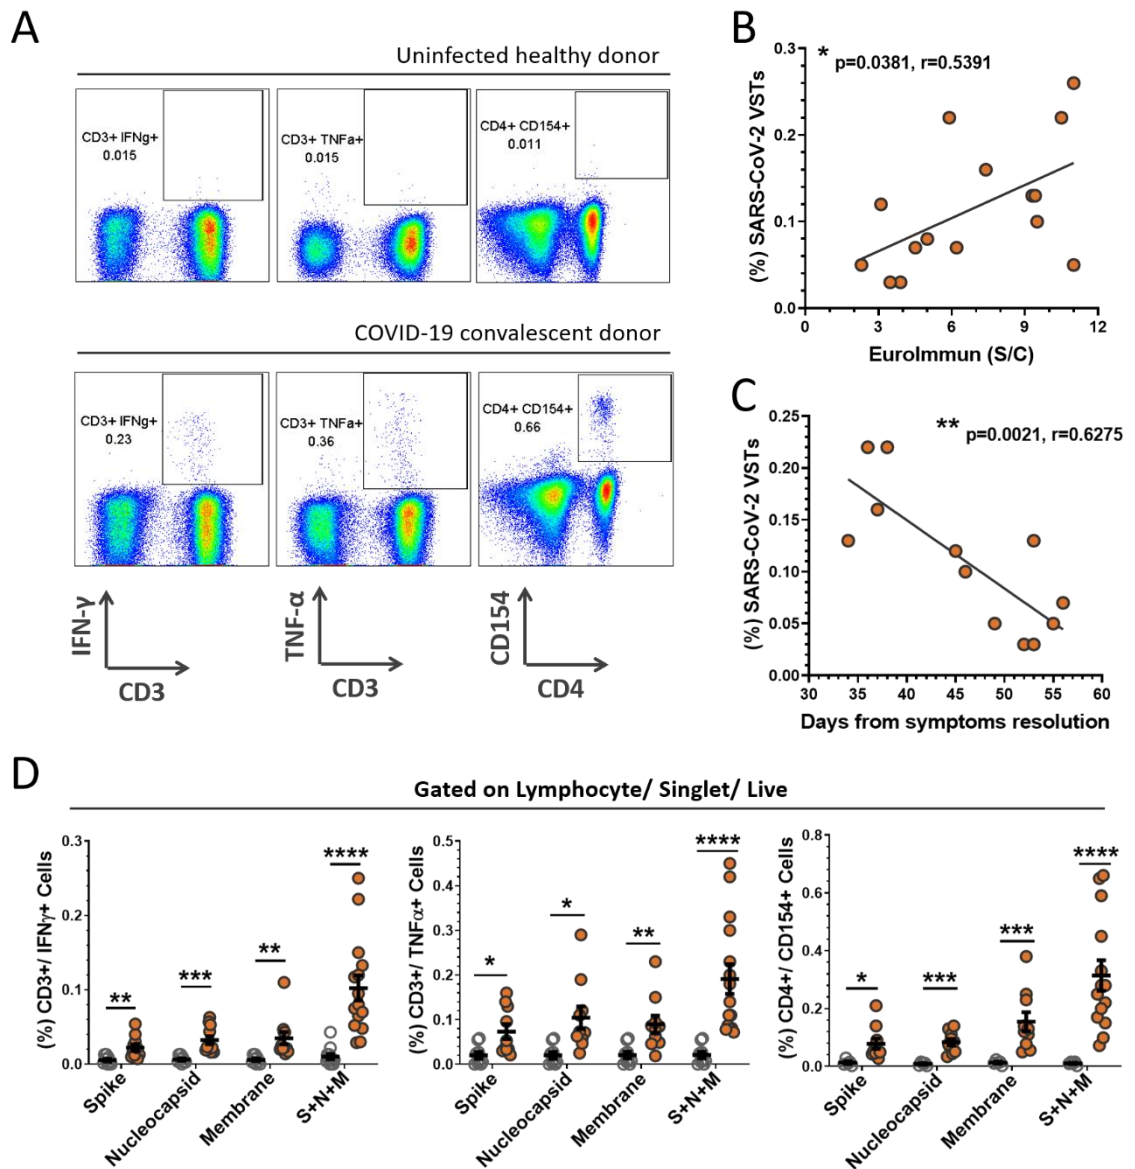 A
Uninfected healthy donor
CD3+ IFNg+
0.015
CD3+ TNFa+
0.015
CD4+ CD154+
0.011
COVID-19 convalescent donor
CD3+ IFNg+
0.23
CD3+ TNFa+
0.36
CD4+ CD154+
0.66
IFN-γ
CD3
TNF-α
CD3
CD154
CD4
B
(%) SARS-CoV-2 VSTs
0.3
0.2
0.1
0.0
* p=0.0381, r=0.5391
0 3 6 9 12
EuroImmun (S/C)
C
(%) SARS-CoV-2 VSTs
0.25
0.20
0.15
0.10
0.05
0.00
** p=0.0021, r=0.6275
30 40 45 50 55 60
Days from symptoms resolution
D
Gated on Lymphocyte/ Singlet/ Live
(%) CD3+/ IFNγ+ Cells
0.3
0.2
0.1
0.0
** *** ** ****
Spike Nucleocapsid Membrane S+N+M
(%) CD3+/ TNFα+ Cells
0.5
0.4
0.3
0.2
0.1
0.0
* * ** ****
Spike Nucleocapsid Membrane S+N+M
(%) CD4+/ CD154+ Cells
0.8
0.6
0.4
0.2
0.0
* *** *** ****
Spike Nucleocapsid Membrane S+N+M